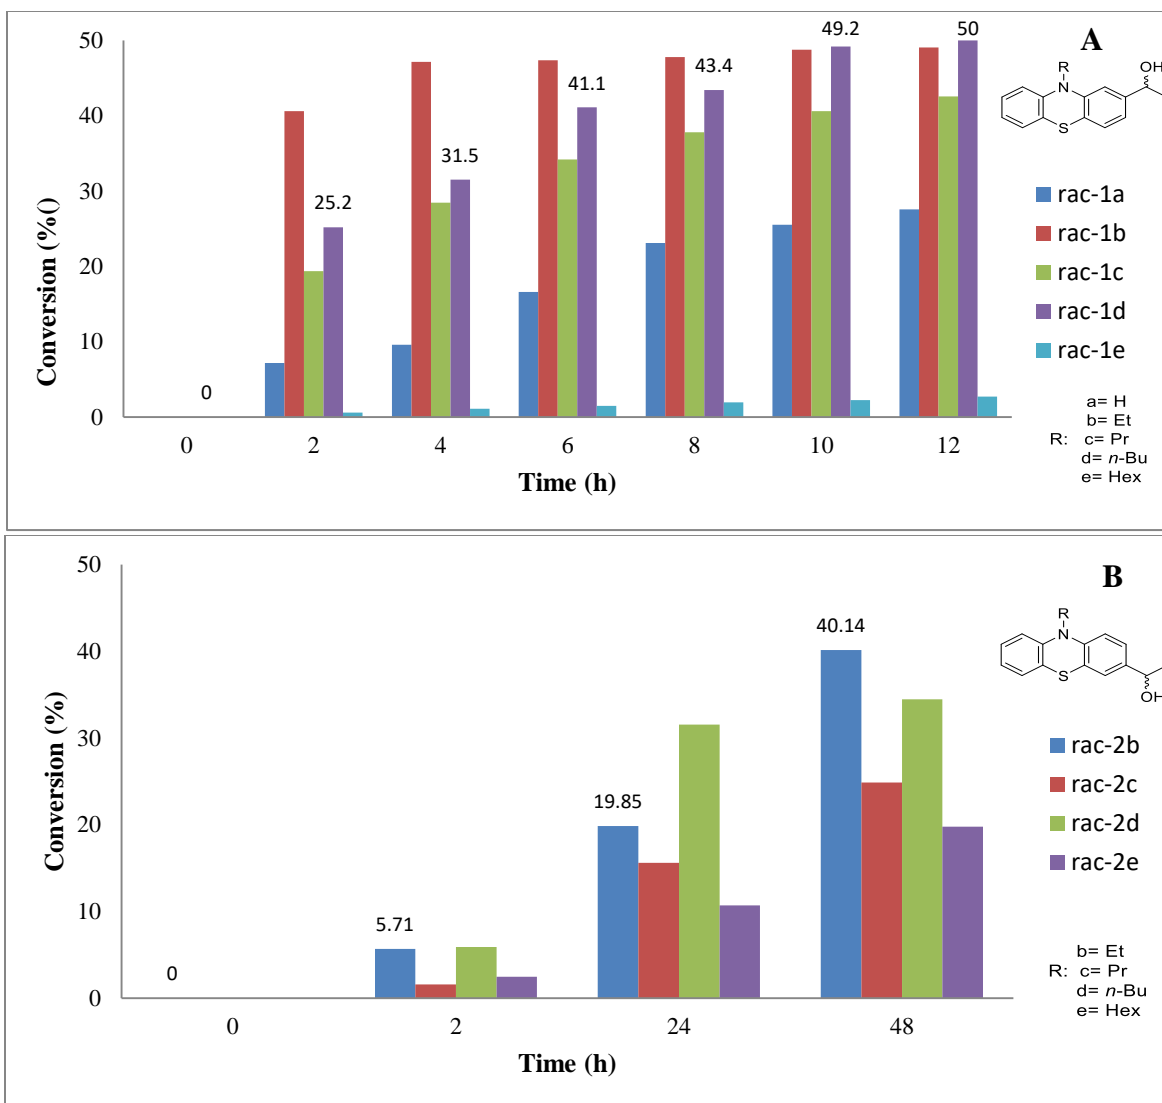 A
50
40
30
20
10
0
Conversion (%()
0
25.2
31.5
41.1
43.4
49.2
50
0 2 4 6 8 10 12
Time (h)
R
N
S
OH
rac-1a
rac-1b
rac-1c
rac-1d
rac-1e
a= H
b= Et
R: c= Pr
d= n-Bu
e= Hex
B
50
40
30
20
10
0
Conversion (%)
0
5.71
19.85
40.14
0 2 24 48
Time (h)
R
N
S
OH
rac-2b
rac-2c
rac-2d
rac-2e
b= Et
R: c= Pr
d= n-Bu
e= Hex